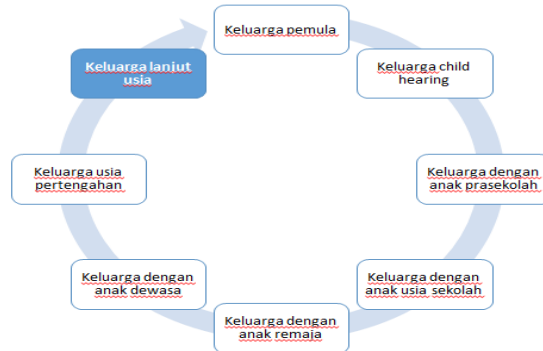 Keluarga pemula
Keluarga child
hearing
Keluarga dengan
anak prasekolah
Keluarga dengan
anak usia sekolah
Keluarga dengan
anak remaja
Keluarga dengan
anak dewasa
Keluarga usia
pertengahan
Keluarga lanjut
usia